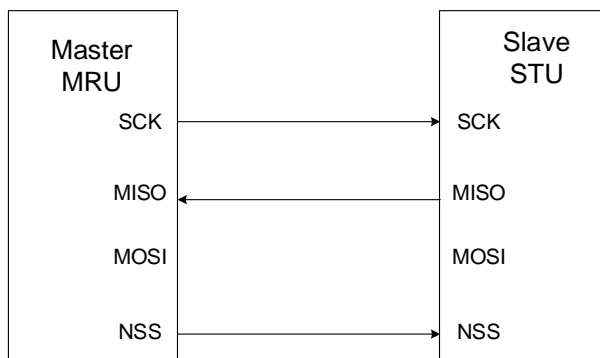 Master
MRU
Slave
STU
SCK
SCK
MISO
MISO
MOSI
MOSI
NSS
NSS